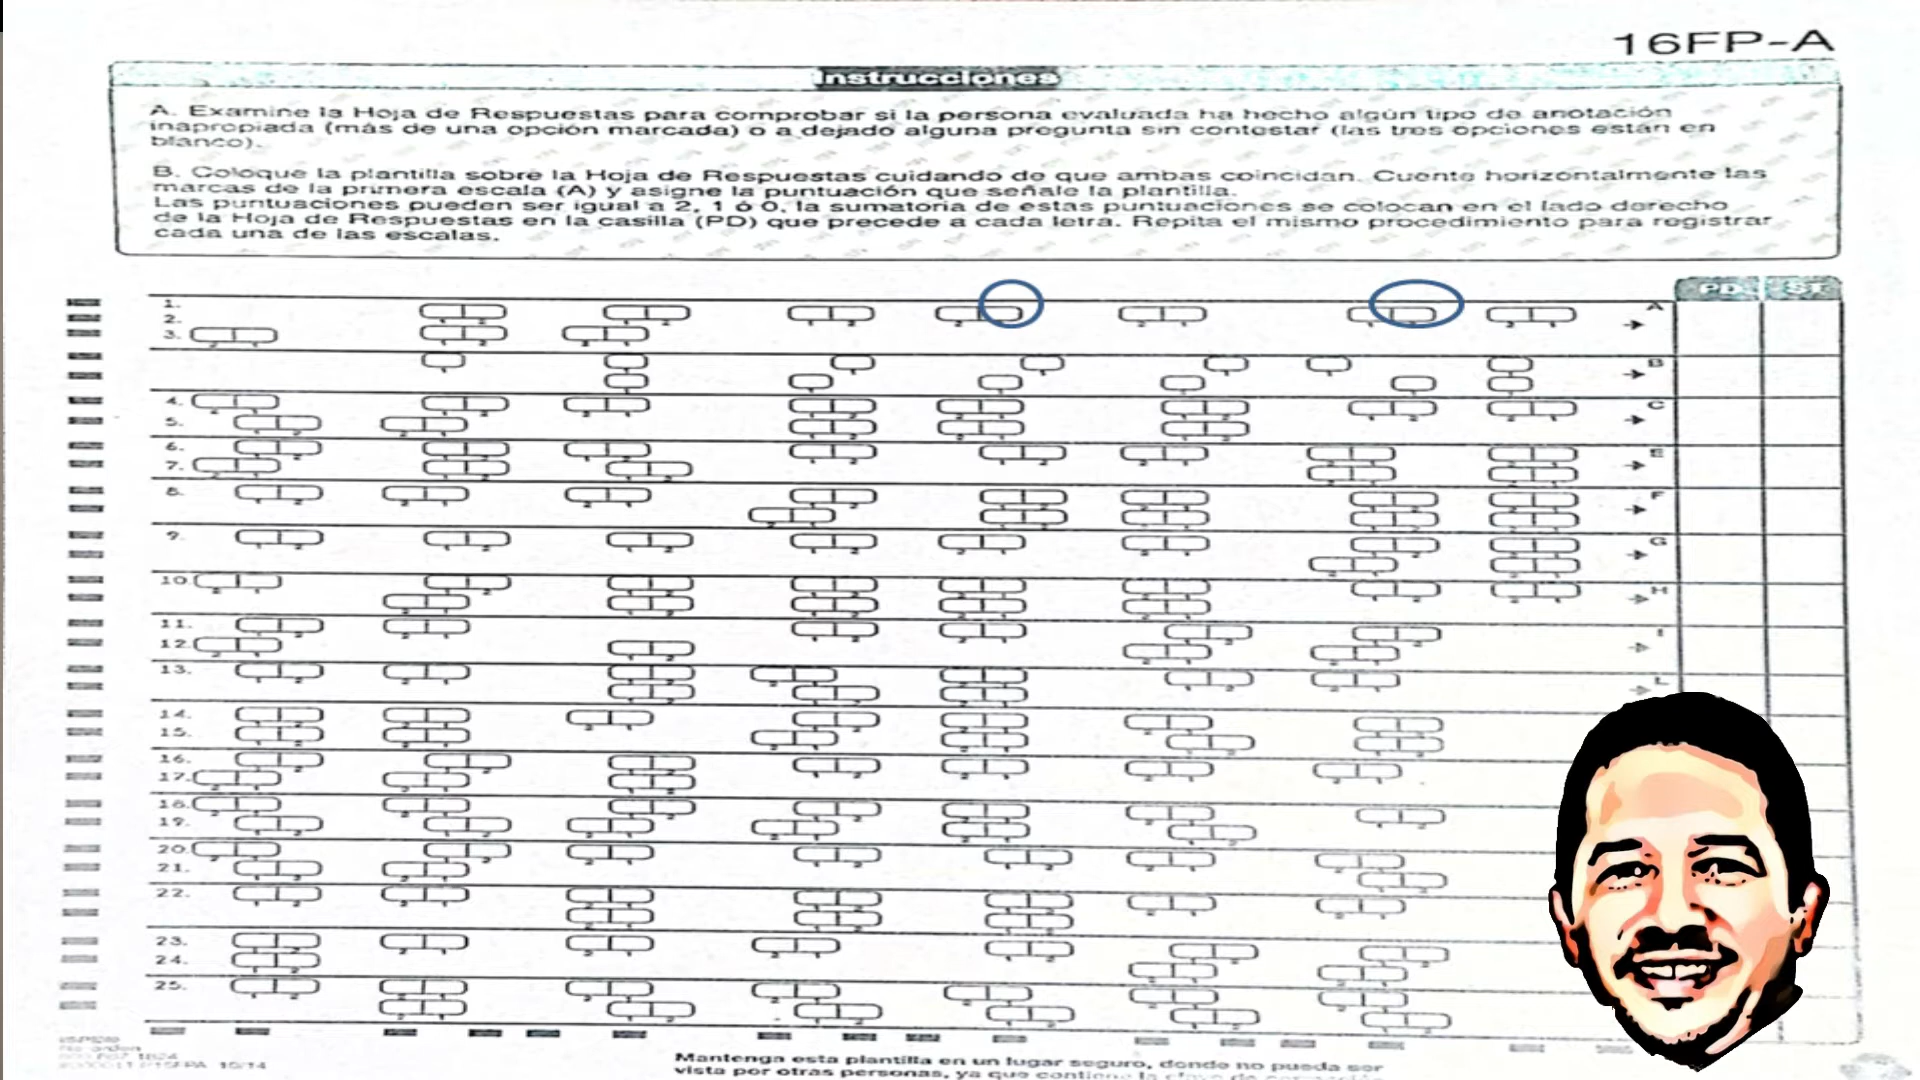 16FP-A
Instrucciones
A. Examine la Hoja de Respuestas para comprobar si la persona evaluada ha hecho algún tipo de anotación
inapropiada (más de una opción marcada) o a dejado alguna pregunta sin contestar (las tres opciones están en
blanco).
B. Coloque la plantilla sobre la Hoja de Respuestas cuidando de que ambas coincidan. Cuente horizontalmente las
marcas de la primera escala (A) y asigne la puntuación que señale la plantilla.
Las puntuaciones pueden ser igual a 2, 1 ó 0, la sumatoria de estas puntuaciones se colocan en el lado derecho
de la Hoja de Respuestas en la casilla (PD) que precede a cada letra. Repita el mismo procedimiento para registrar
cada una de las escalas.
PD ST
1. A
2.
3.
B
4. C
5.
6. E
7.
8. F
9. G
10. H
11. I
12.
13. L
14.
15.
16.
17.
18.
19.
20.
21.
22.
23.
24.
25.
Mantenga esta plantilla en un lugar seguro, donde no pueda ser
vista por otras personas, ya que contiene la